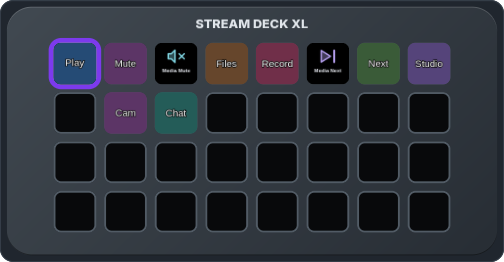 STREAM DECK XL
Play
Mute
Media Mute
Files
Record
Media Next
Next
Studio
Cam
Chat